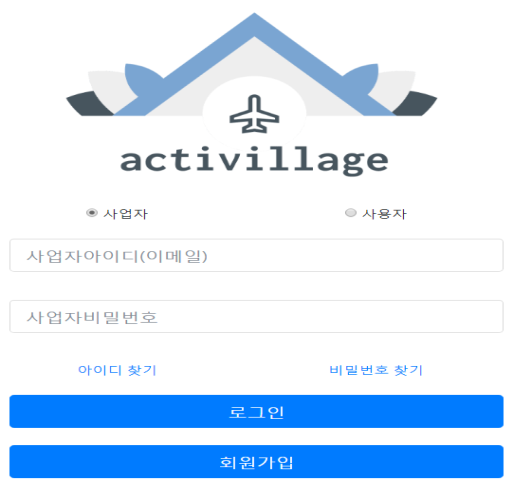 activillage
사업자 사용자
사업자아이디(이메일)
사업자비밀번호
아이디 찾기 비밀번호 찾기
로그인
회원가입